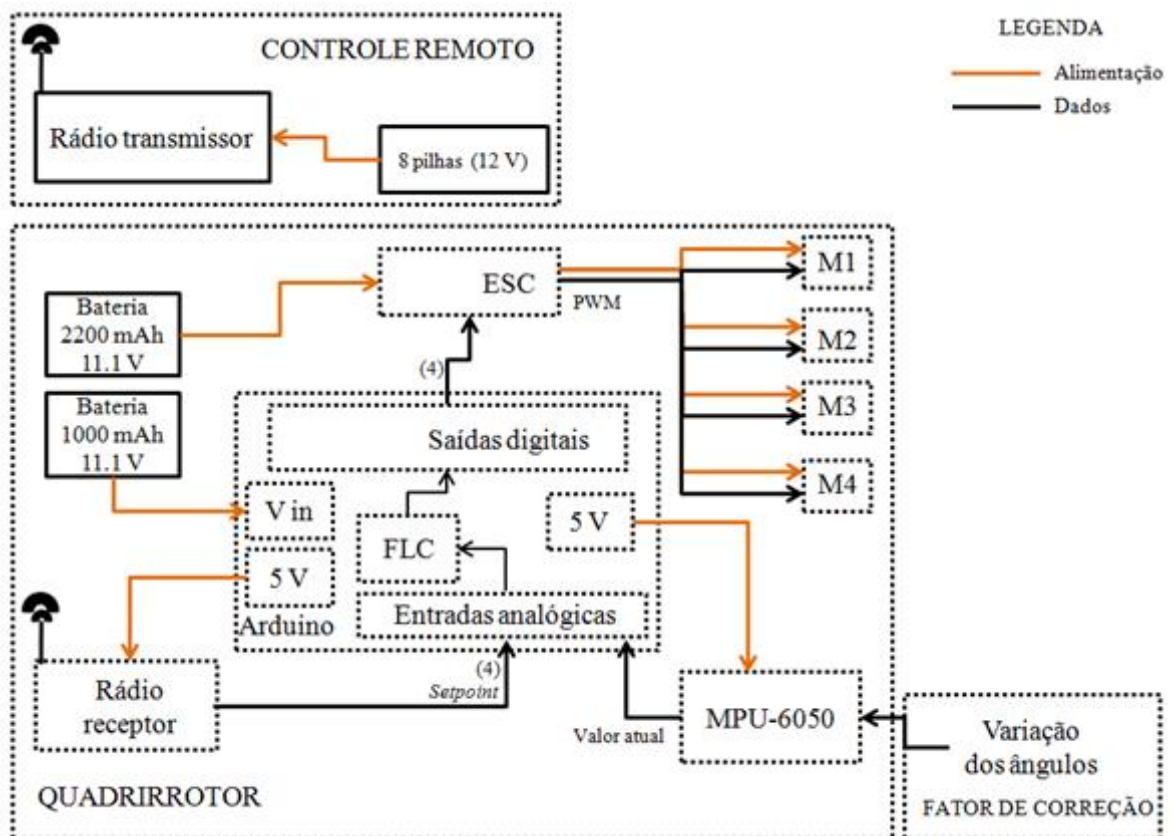 CONTROLE REMOTO
Rádio transmissor
8 pilhas (12 V)
LEGENDA
Alimentação
Dados
Bateria
2200 mAh
11.1 V
Bateria
1000 mAh
11.1 V
ESC
PWM
M1
M2
M3
M4
(4)
Saídas digitais
V in
FLC
5 V
5 V
Arduino
Entradas analógicas
(4)
Setpoint
Rádio
receptor
Valor atual
MPU-6050
Variação
dos ângulos
QUADRIRROTOR
FATOR DE CORREÇÃO